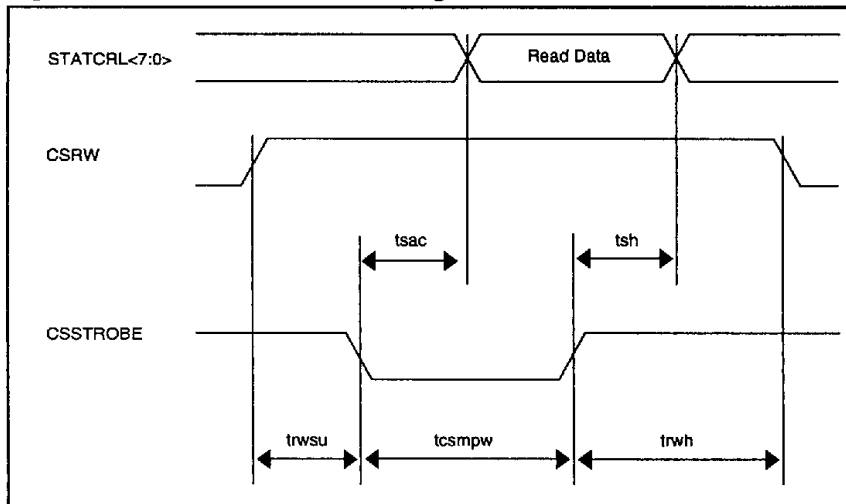 STATCRL<7:0>
Read Data
CSRW
tsac
tsh
CSSTROBE
trwsu
tcsmpw
trwh